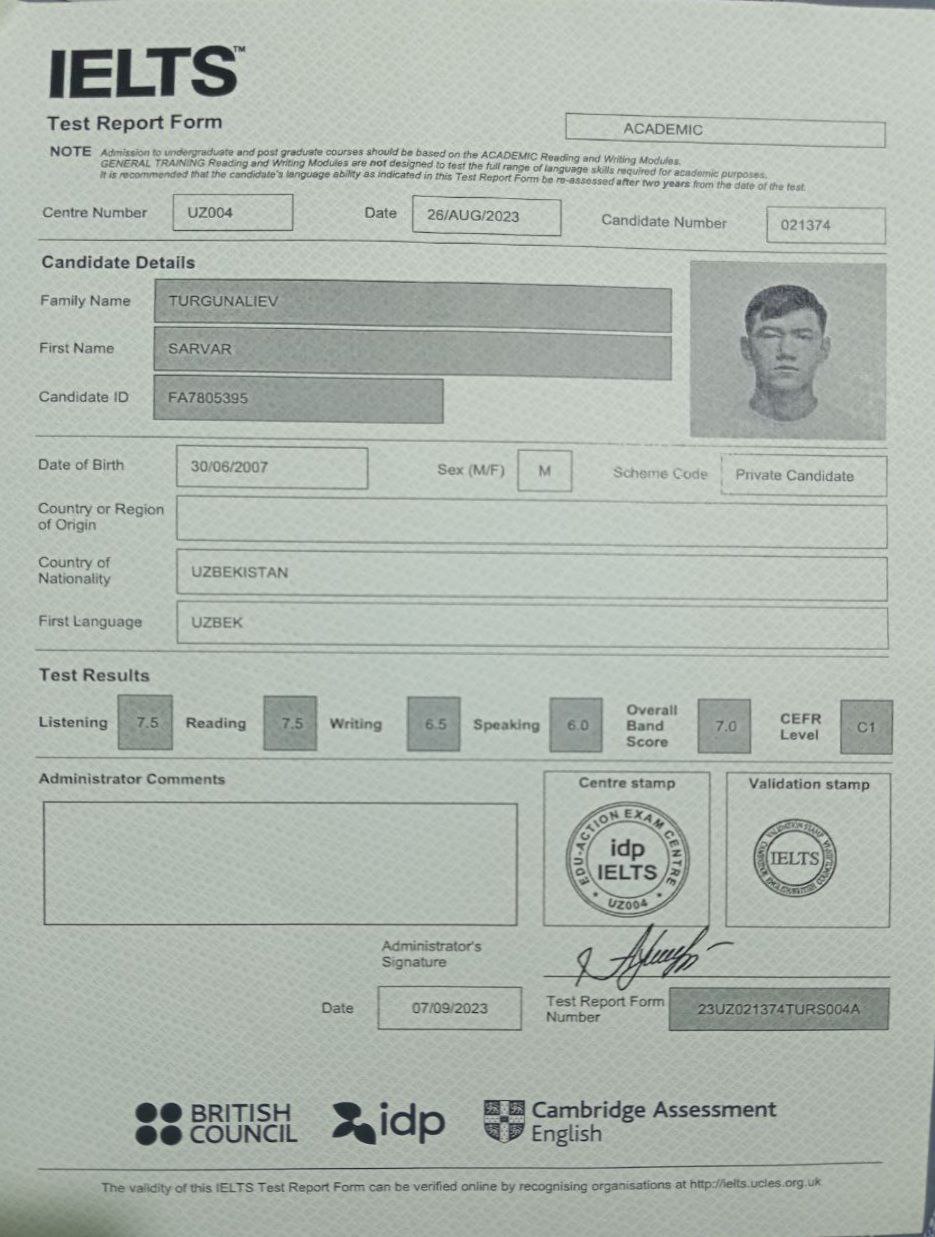 IELTS™
Test Report Form
ACADEMIC
NOTE Admission to undergraduate and post graduate courses should be based on the ACADEMIC Reading and Writing Modules.
GENERAL TRAINING Reading and Writing Modules are not designed to test the full range of language skills required for academic purposes.
It is recommended that the candidate's language ability as indicated in this Test Report Form be re-assessed after two years from the date of the test.
Centre Number UZ004 Date 26/AUG/2023 Candidate Number 021374
Candidate Details
Family Name TURGUNALIEV
First Name SARVAR
Candidate ID FA7805395
Date of Birth 30/06/2007 Sex (M/F) M Scheme Code Private Candidate
Country or Region
of Origin
Country of
Nationality UZBEKISTAN
First Language UZBEK
Test Results
Listening 7.5 Reading 7.5 Writing 6.5 Speaking 6.0 Overall Band Score 7.0 CEFR Level C1
Administrator Comments
Centre stamp
Validation stamp
EDU-ACTION EXAM CENTRE
idp
IELTS
UZ004
IELTS
Administrator's
Signature
Date 07/09/2023
Test Report Form
Number 23UZ021374TURS004A
BRITISH
COUNCIL
idp
Cambridge Assessment
English
The validity of this IELTS Test Report Form can be verified online by recognising organisations at http://ielts.ucles.org.uk